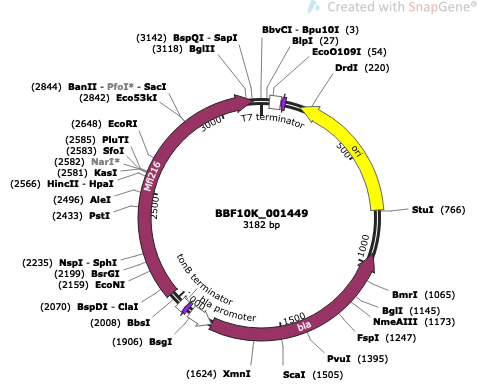 Created with SnapGene®
(3142) BspQI - SapI
(3118) BglII
BbvCI - Bpu10I (3)
BlpI (27)
EcoO109I (54)
DrdI (220)
(2844) BanII - PfoI* - SacI
(2842) Eco53kI
(2648) EcoRI
(2585) PluTI
(2583) SfoI
(2582) NarI*
(2581) KasI
(2566) HincII - HpaI
(2496) AleI
(2433) PstI
(2235) NspI - SphI
(2199) BsrGI
(2159) EcoNI
(2070) BspDI - ClaI
(2008) BbsI
(1906) BsgI
(1624) XmnI
ScaI (1505)
PvuI (1395)
FspI (1247)
NmeAIII (1173)
BglI (1145)
BmrI (1065)
StuI (766)
T7 terminator
ori
500
1000
1500
2500
3000
Mfl216
tonB terminator
bla promoter
bla
BBF10K_001449
3182 bp